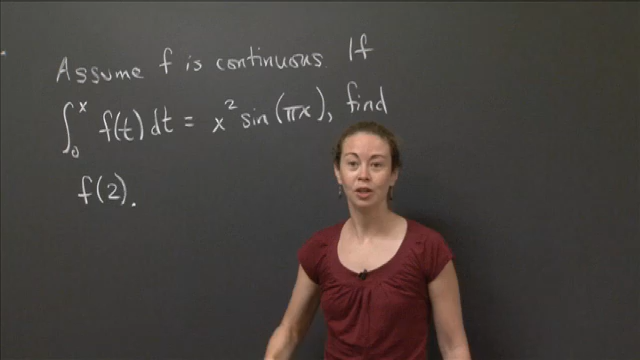 Assume f is continuous. If
∫₀ˣ f(t) dt = x² sin(πx), find
f(2).